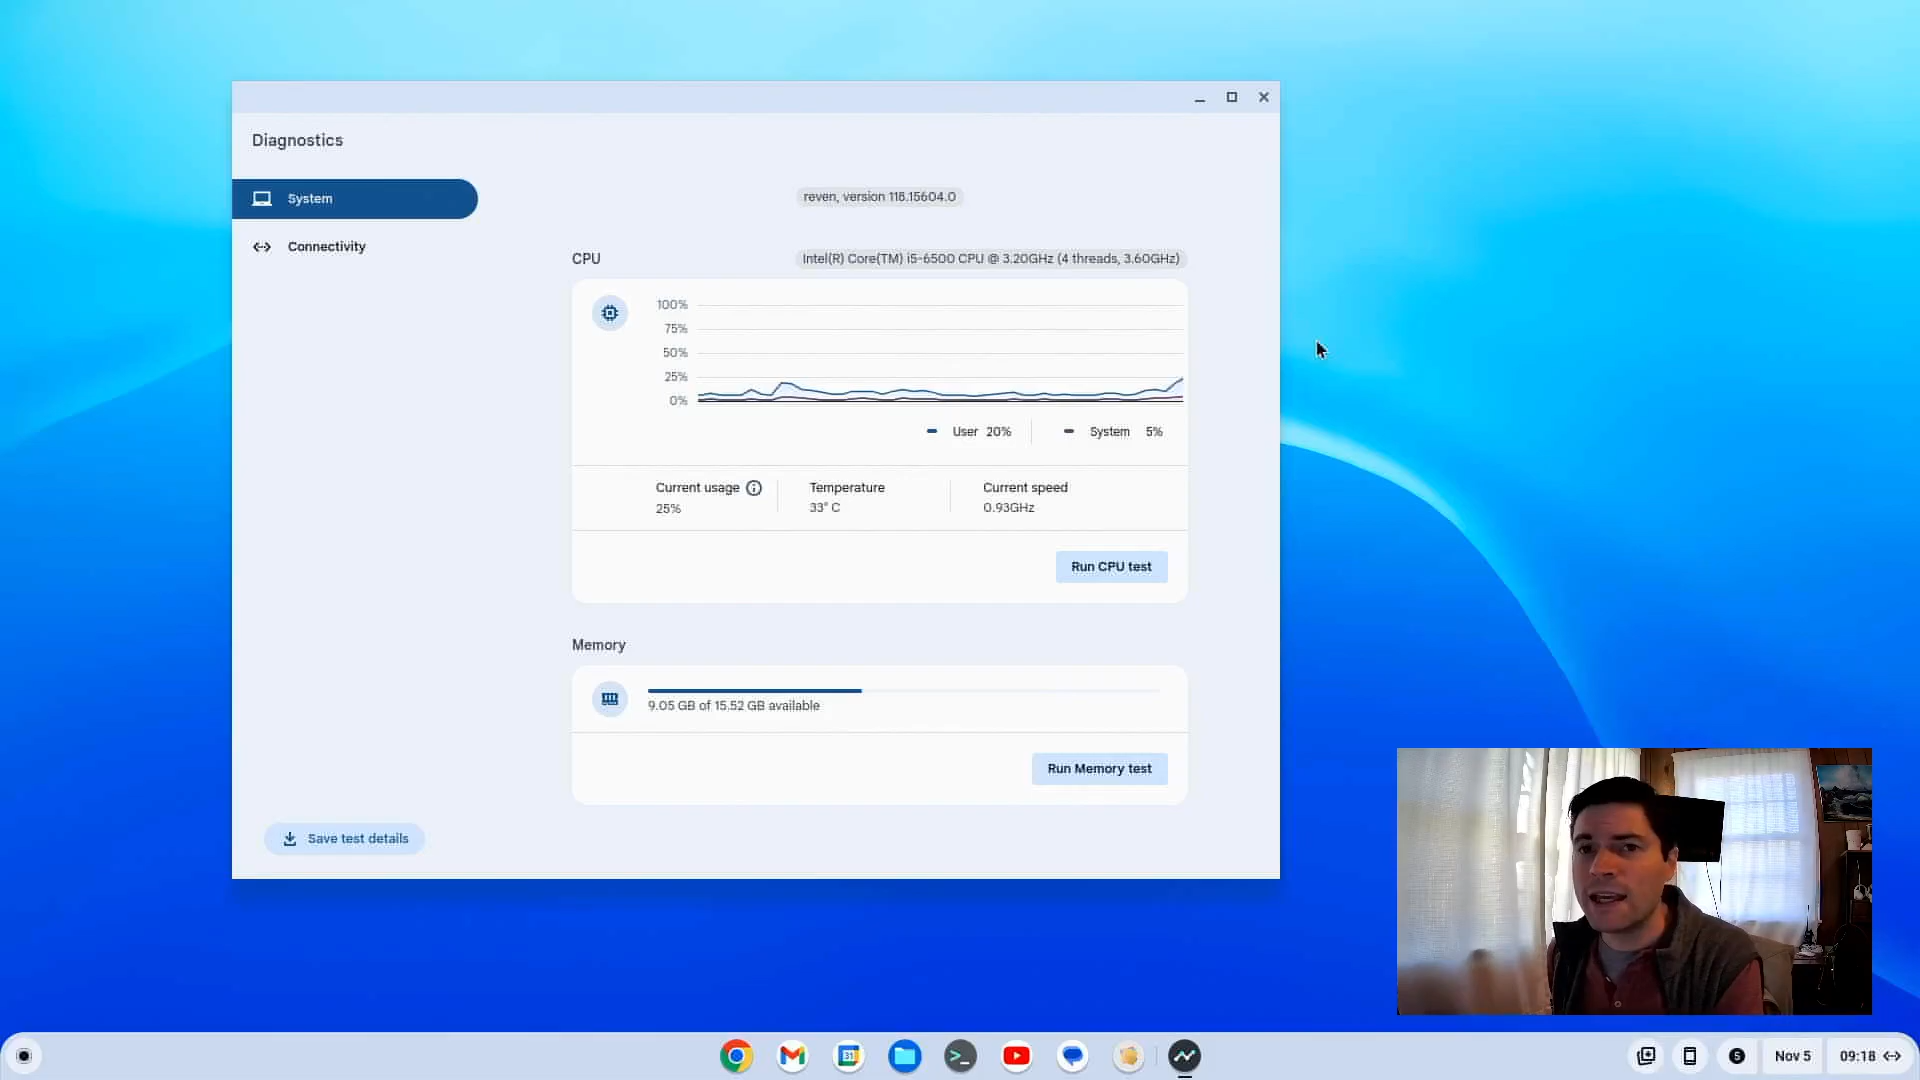 Diagnostics
System
Connectivity
reven, version 118.15604.0
CPU
Intel(R) Core(TM) i5-6500 CPU @ 3.20GHz (4 threads, 3.60GHz)
100%
75%
50%
25%
0%
User 20%
System 5%
Current usage
25%
Temperature
33° C
Current speed
0.93GHz
Run CPU test
Memory
9.05 GB of 15.52 GB available
Run Memory test
Save test details
31
5
Nov 5
09:18